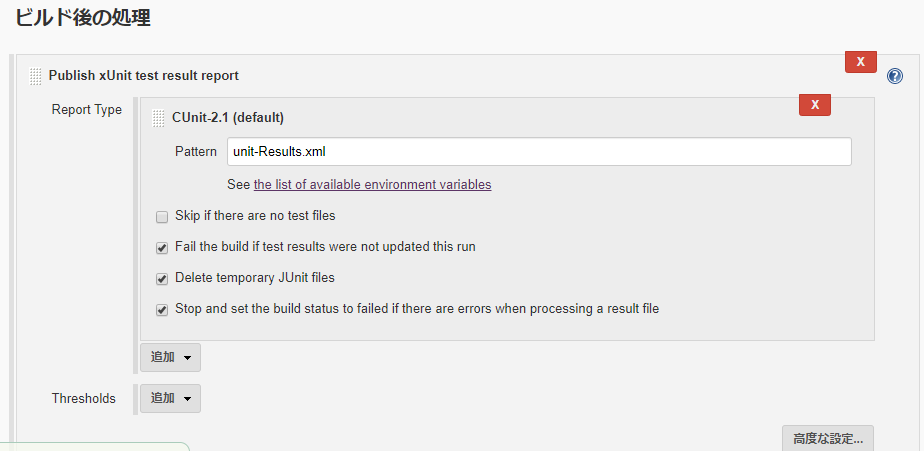 ビルド後の処理
X
Publish xUnit test result report
?
Report Type
X
CUnit-2.1 (default)
Pattern
unit-Results.xml
See the list of available environment variables
Skip if there are no test files
Fail the build if test results were not updated this run
Delete temporary JUnit files
Stop and set the build status to failed if there are errors when processing a result file
追加
Thresholds
追加
高度な設定...